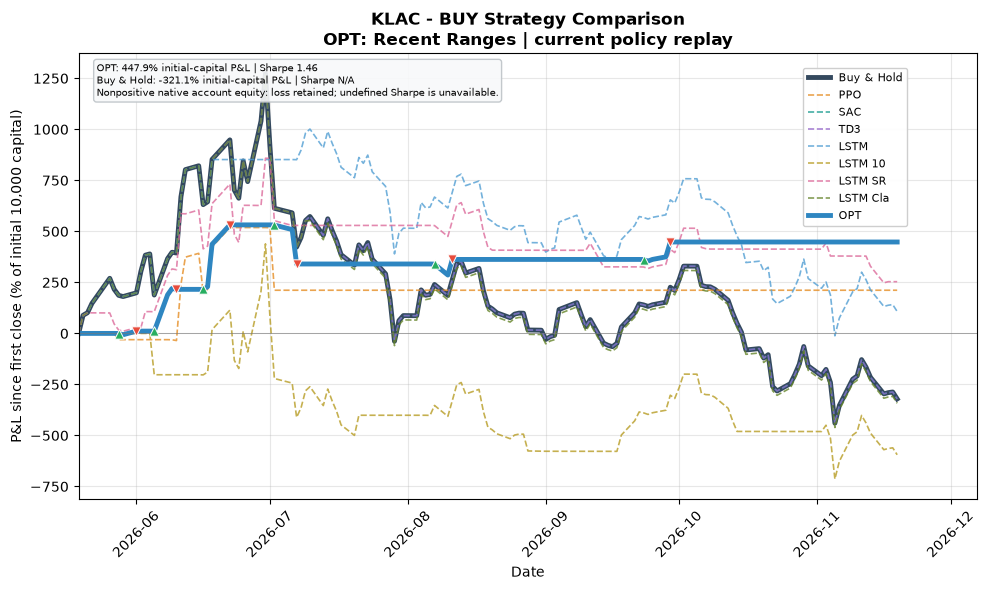 KLAC - BUY Strategy Comparison
OPT: Recent Ranges | current policy replay
OPT: 447.9% initial-capital P&L | Sharpe 1.46
Buy & Hold: -321.1% initial-capital P&L | Sharpe N/A
Nonpositive native account equity: loss retained; undefined Sharpe is unavailable.
Buy & Hold
PPO
SAC
TD3
LSTM
LSTM 10
LSTM SR
LSTM Cla
OPT
P&L since first close (% of initial 10,000 capital)
1250
1000
750
500
250
0
−250
−500
−750
2026-06
2026-07
2026-08
2026-09
2026-10
2026-11
2026-12
Date